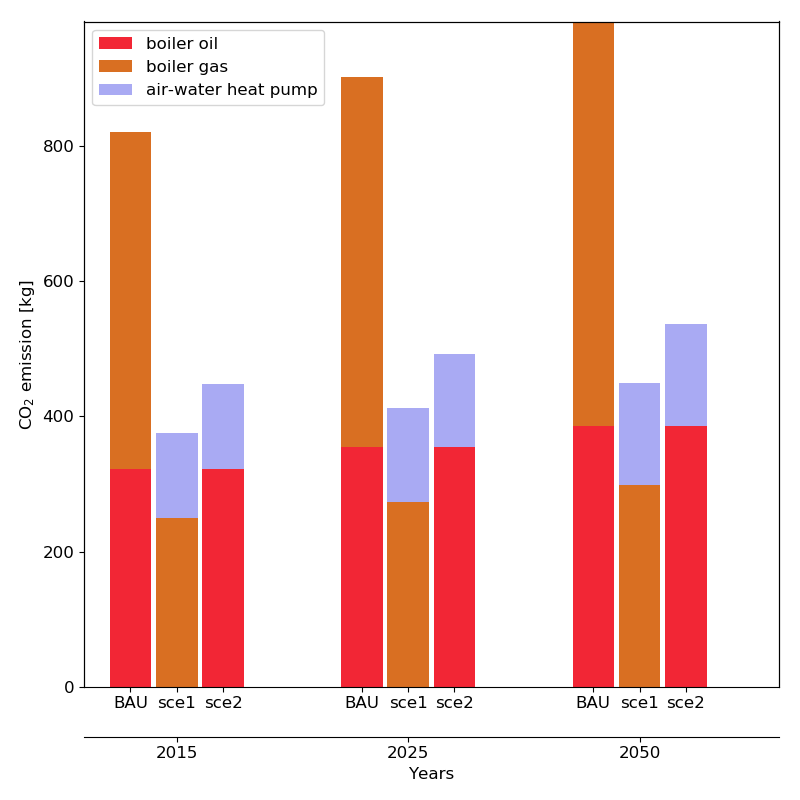 boiler oil
boiler gas
air-water heat pump
CO₂ emission [kg]
800
600
400
200
0
BAU sce1 sce2 BAU sce1 sce2 BAU sce1 sce2
2015 2025 2050
Years